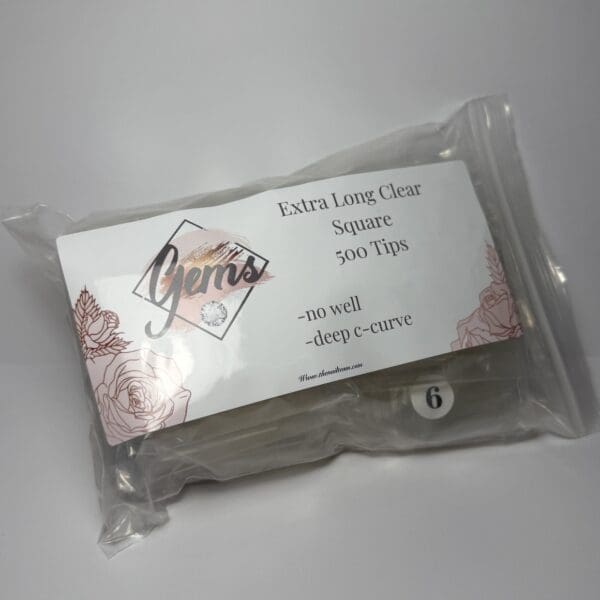 Gems
Extra Long Clear
Square
500 Tips
-no well
-deep c-curve
6